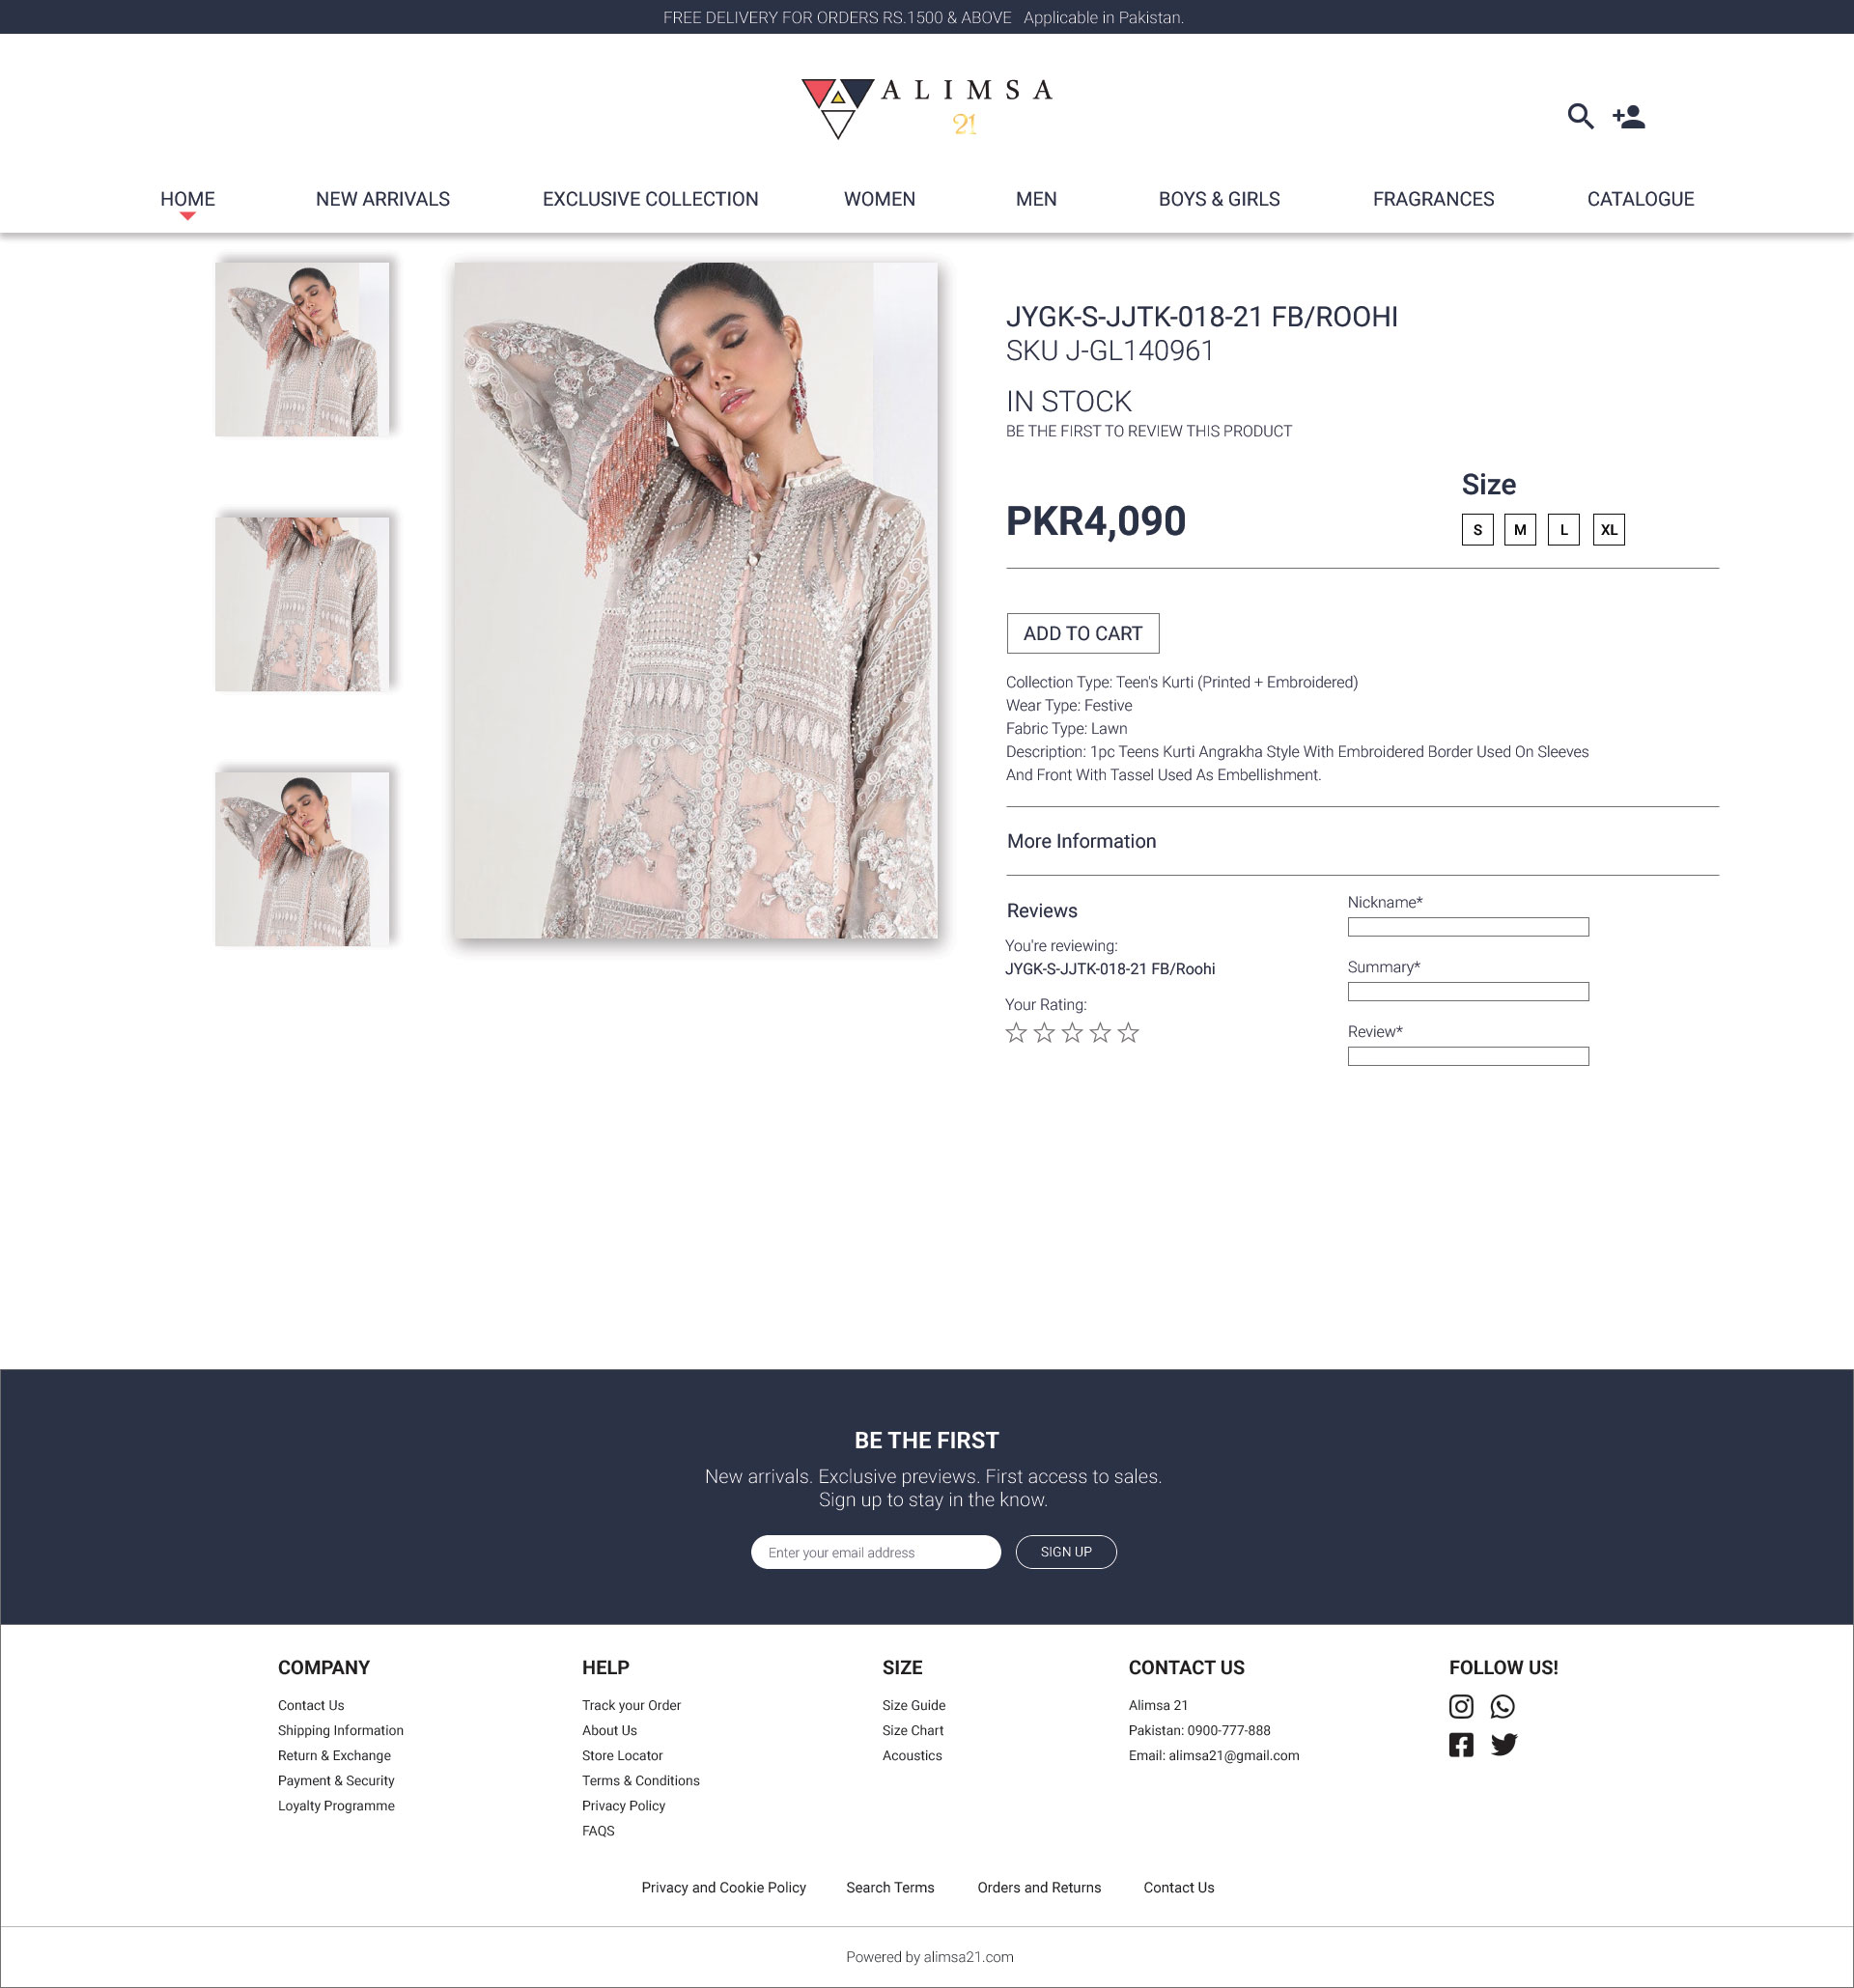 FREE DELIVERY FOR ORDERS RS.1500 & ABOVE Applicable in Pakistan.
ALIMSA
21
HOME NEW ARRIVALS EXCLUSIVE COLLECTION WOMEN MEN BOYS & GIRLS FRAGRANCES CATALOGUE
JYGK-S-JJTK-018-21 FB/ROOHI
SKU J-GL140961
IN STOCK
BE THE FIRST TO REVIEW THIS PRODUCT
PKR4,090
Size
S M L XL
ADD TO CART
Collection Type: Teen's Kurti (Printed + Embroidered)
Wear Type: Festive
Fabric Type: Lawn
Description: 1pc Teens Kurti Angrakha Style With Embroidered Border Used On Sleeves
And Front With Tassel Used As Embellishment.
More Information
Reviews
You're reviewing:
JYGK-S-JJTK-018-21 FB/Roohi
Your Rating:
Nickname*
Summary*
Review*
BE THE FIRST
New arrivals. Exclusive previews. First access to sales.
Sign up to stay in the know.
Enter your email address SIGN UP
COMPANY
Contact Us
Shipping Information
Return & Exchange
Payment & Security
Loyalty Programme
HELP
Track your Order
About Us
Store Locator
Terms & Conditions
Privacy Policy
FAQS
SIZE
Size Guide
Size Chart
Acoustics
CONTACT US
Alimsa 21
Pakistan: 0900-777-888
Email: alimsa21@gmail.com
FOLLOW US!
Privacy and Cookie Policy Search Terms Orders and Returns Contact Us
Powered by alimsa21.com